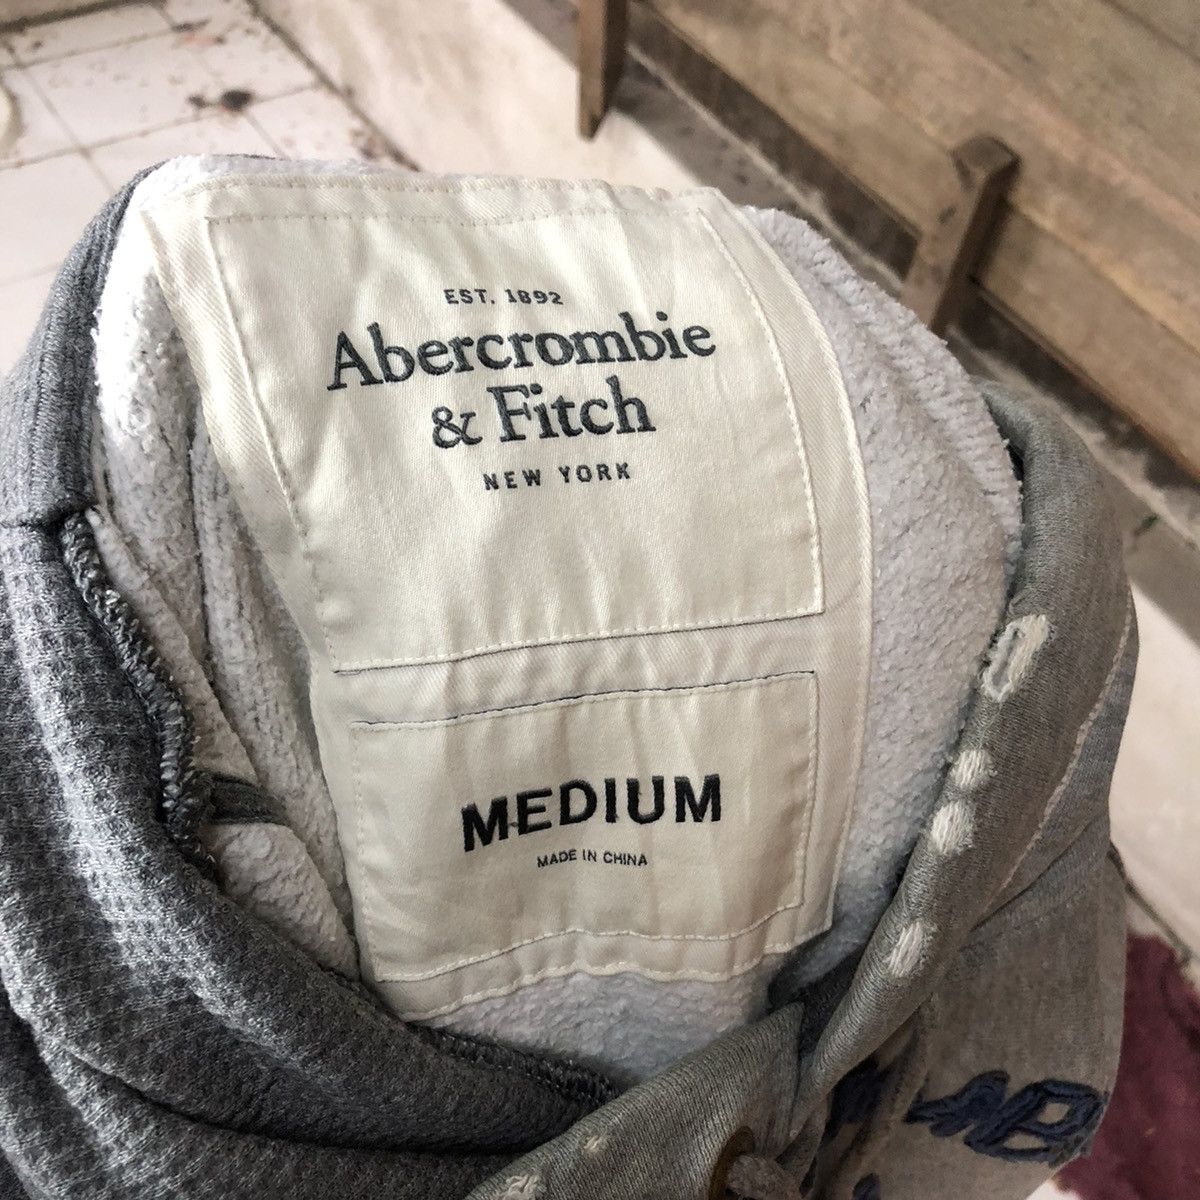 EST. 1892
Abercrombie
& Fitch
NEW YORK
MEDIUM
MADE IN CHINA